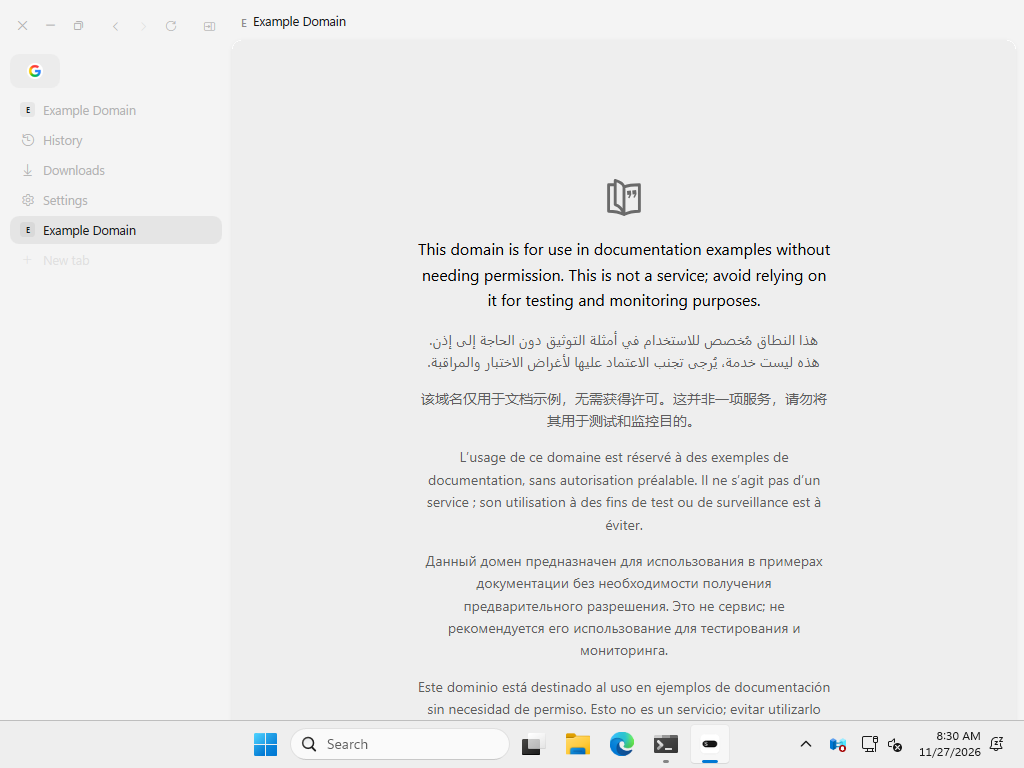 E Example Domain
G
E Example Domain
History
Downloads
Settings
E Example Domain
New tab
This domain is for use in documentation examples without
needing permission. This is not a service; avoid relying on
it for testing and monitoring purposes.
هذا النطاق مُخصص للاستخدام في أمثلة التوثيق دون الحاجة إلى إذن.
هذه ليست خدمة، يُرجى تجنب الاعتماد عليها لأغراض الاختبار والمراقبة.
该域名仅用于文档示例，无需获得许可。这并非一项服务，请勿将
其用于测试和监控目的。
L’usage de ce domaine est réservé à des exemples de
documentation, sans autorisation préalable. Il ne s’agit pas d’un
service ; son utilisation à des fins de test ou de surveillance est à
éviter.
Данный домен предназначен для использования в примерах
документации без необходимости получения
предварительного разрешения. Это не сервис; не
рекомендуется его использование для тестирования и
мониторинга.
Este dominio está destinado al uso en ejemplos de documentación
sin necesidad de permiso. Esto no es un servicio; evitar utilizarlo
Search
8:30 AM
11/27/2026